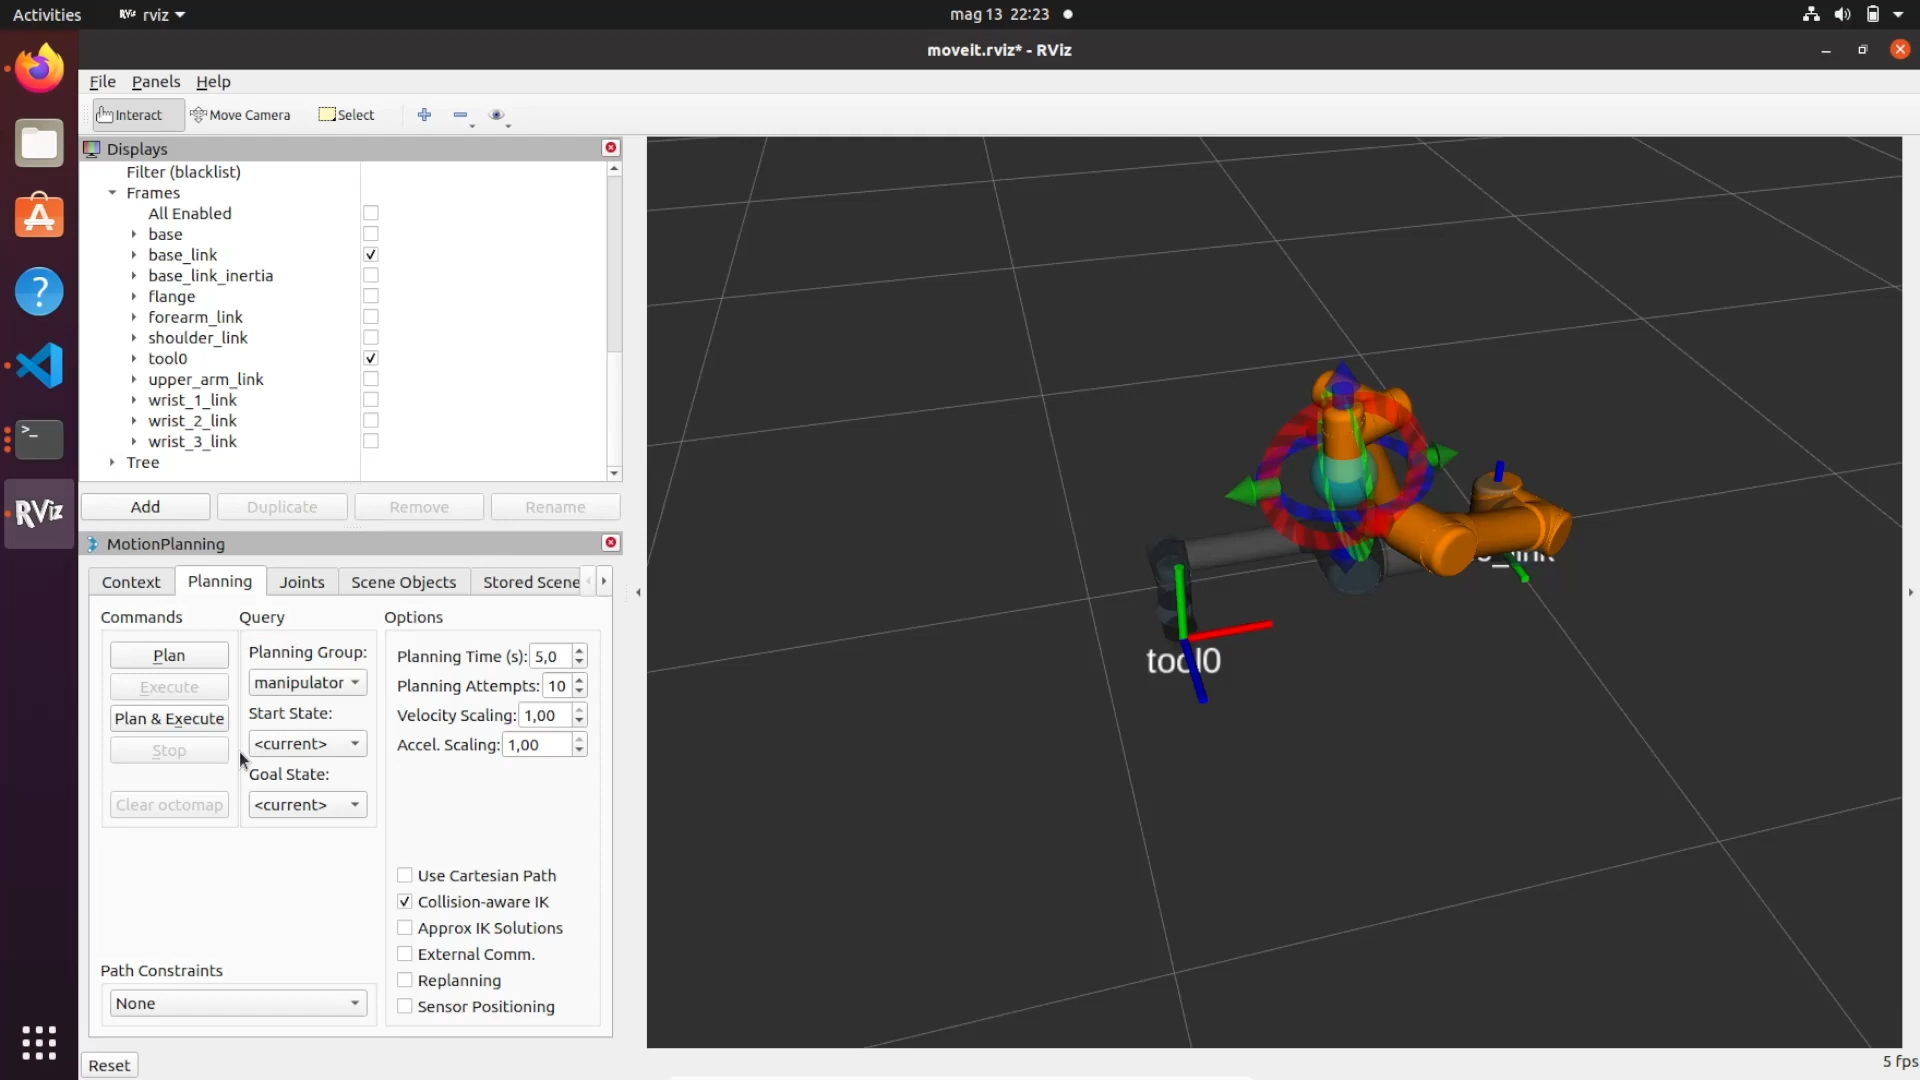 Activities
RViz rviz
mag 13 22:23
moveit.rviz* - RViz
File Panels Help
Interact Move Camera Select
Displays
Filter (blacklist)
Frames
All Enabled
base
base_link
base_link_inertia
flange
forearm_link
shoulder_link
tool0
upper_arm_link
wrist_1_link
wrist_2_link
wrist_3_link
Tree
Add Duplicate Remove Rename
RViz
MotionPlanning
Context Planning Joints Scene Objects Stored Scene
Commands Query Options
Plan
Execute
Plan & Execute
Stop
Clear octomap
Planning Group:
manipulator
Start State:
<current>
Goal State:
<current>
Planning Time (s): 5,0
Planning Attempts: 10
Velocity Scaling: 1,00
Accel. Scaling: 1,00
Use Cartesian Path
Collision-aware IK
Approx IK Solutions
External Comm.
Replanning
Sensor Positioning
Path Constraints
None
Reset
tool0
5 fps